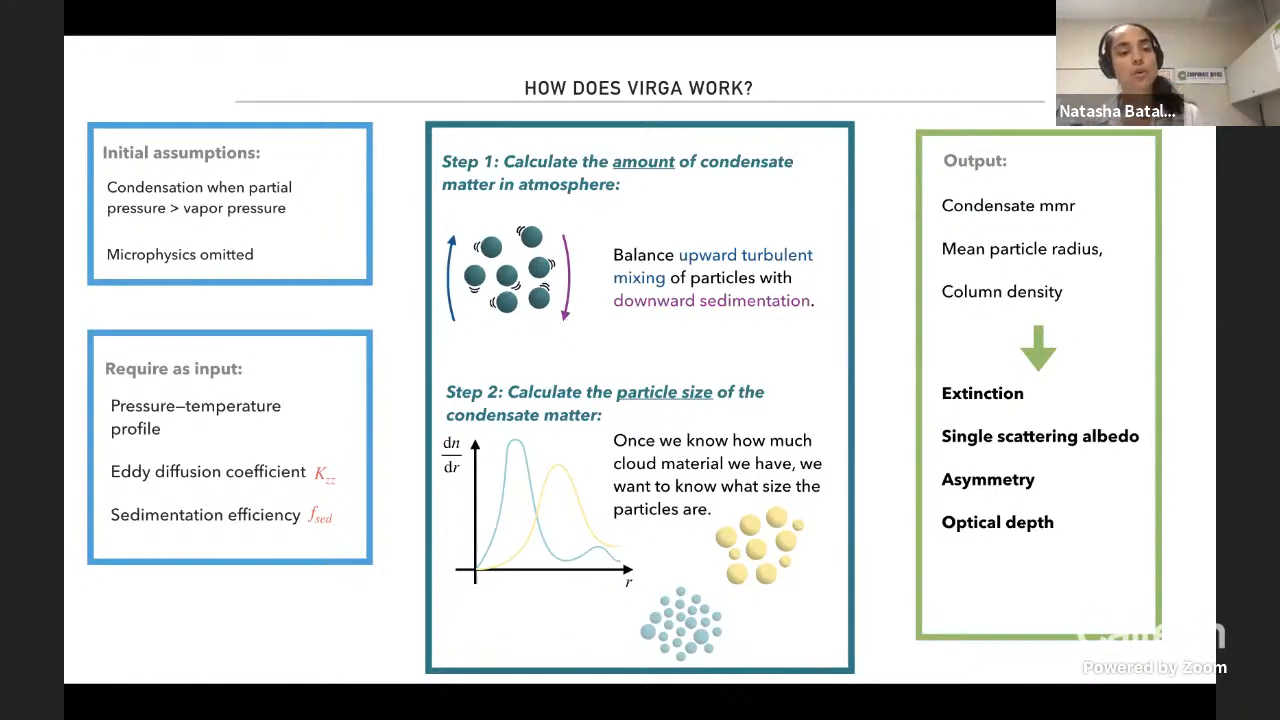 HOW DOES VIRGA WORK?
CORPORATE OFFICE
Natasha Batal...
Initial assumptions:
Condensation when partial
pressure > vapor pressure
Microphysics omitted
Require as input:
Pressure–temperature
profile
Eddy diffusion coefficient Kzz
Sedimentation efficiency fsed
Step 1: Calculate the amount of condensate
matter in atmosphere:
Balance upward turbulent
mixing of particles with
downward sedimentation.
Step 2: Calculate the particle size of the
condensate matter:
dn
dr
r
Once we know how much
cloud material we have, we
want to know what size the
particles are.
Output:
Condensate mmr
Mean particle radius,
Column density
Extinction
Single scattering albedo
Asymmetry
Optical depth
Powered by Zoom